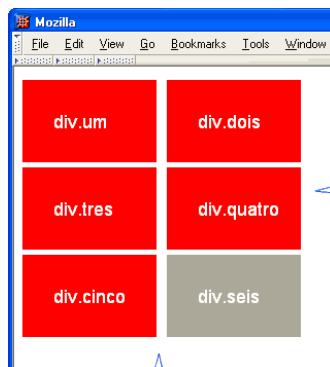 Mozilla
File Edit View Go Bookmarks Tools Window
div.um div.dois
div.tres div.quatro
div.cinco div.seis